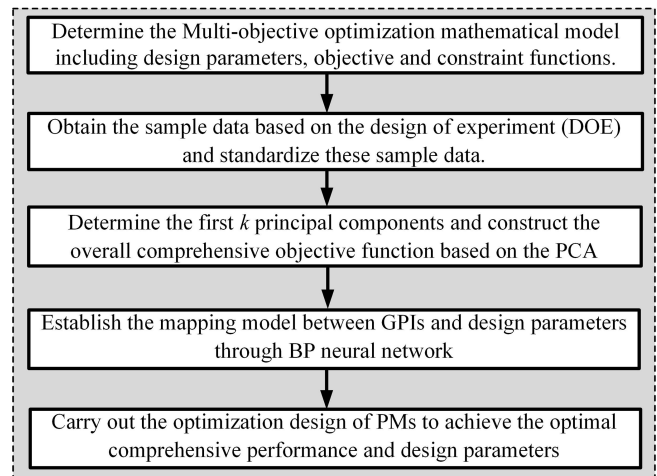 Determine the Multi-objective optimization mathematical model
including design parameters, objective and constraint functions.
Obtain the sample data based on the design of experiment (DOE)
and standardize these sample data.
Determine the first k principal components and construct the
overall comprehensive objective function based on the PCA
Establish the mapping model between GPIs and design parameters
through BP neural network
Carry out the optimization design of PMs to achieve the optimal
comprehensive performance and design parameters